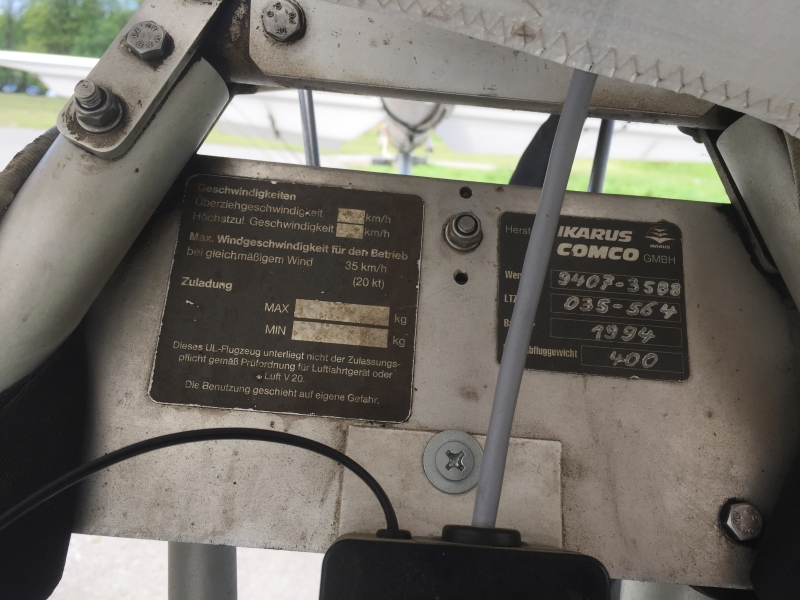 Geschwindigkeiten
Überziehgeschwindigkeit km/h
Höchstzul. Geschwindigkeit km/h
Max. Windgeschwindigkeit für den Betrieb
bei gleichmäßigem Wind 35 km/h
(20 kt)
Zuladung
MAX kg
MIN kg
Dieses UL-Flugzeug unterliegt nicht der Zulassungs-
pflicht gemäß Prüfordnung für Luftfahrtgerät oder
Luft V 20.
Die Benutzung geschieht auf eigene Gefahr.
IKARUS
IKARUS
COMCO GMBH
9407-3588
LTZ 035-564
1994
400